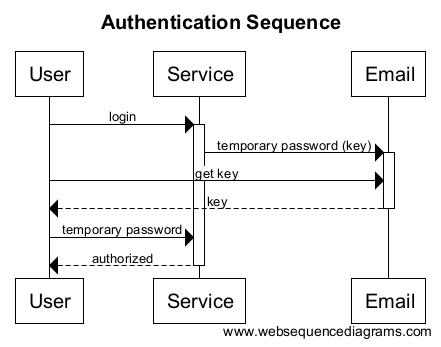 Authentication Sequence
User Service Email
login
temporary password (key)
get key
key
temporary password
authorized
User Service Email
www.websequencediagrams.com